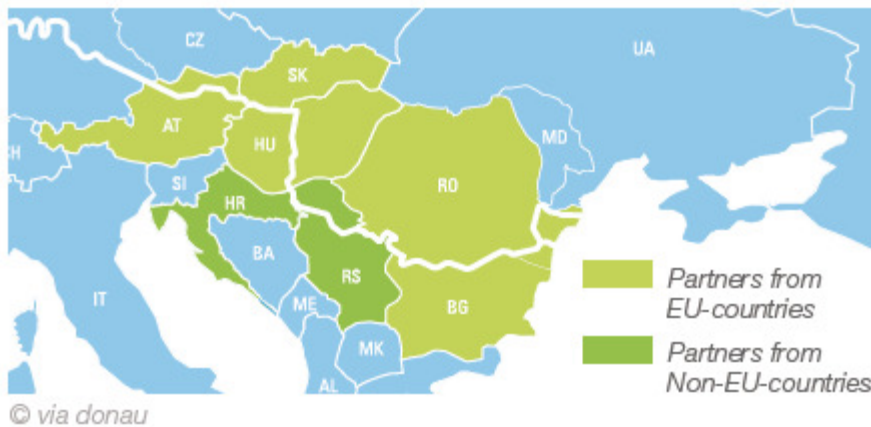 CZ
UA
SK
AT
HU
MD
CH
SI
RO
HR
BA
RS
IT
ME
BG
MK
AL
Partners from
EU-countries
Partners from
Non-EU-countries
© via donau